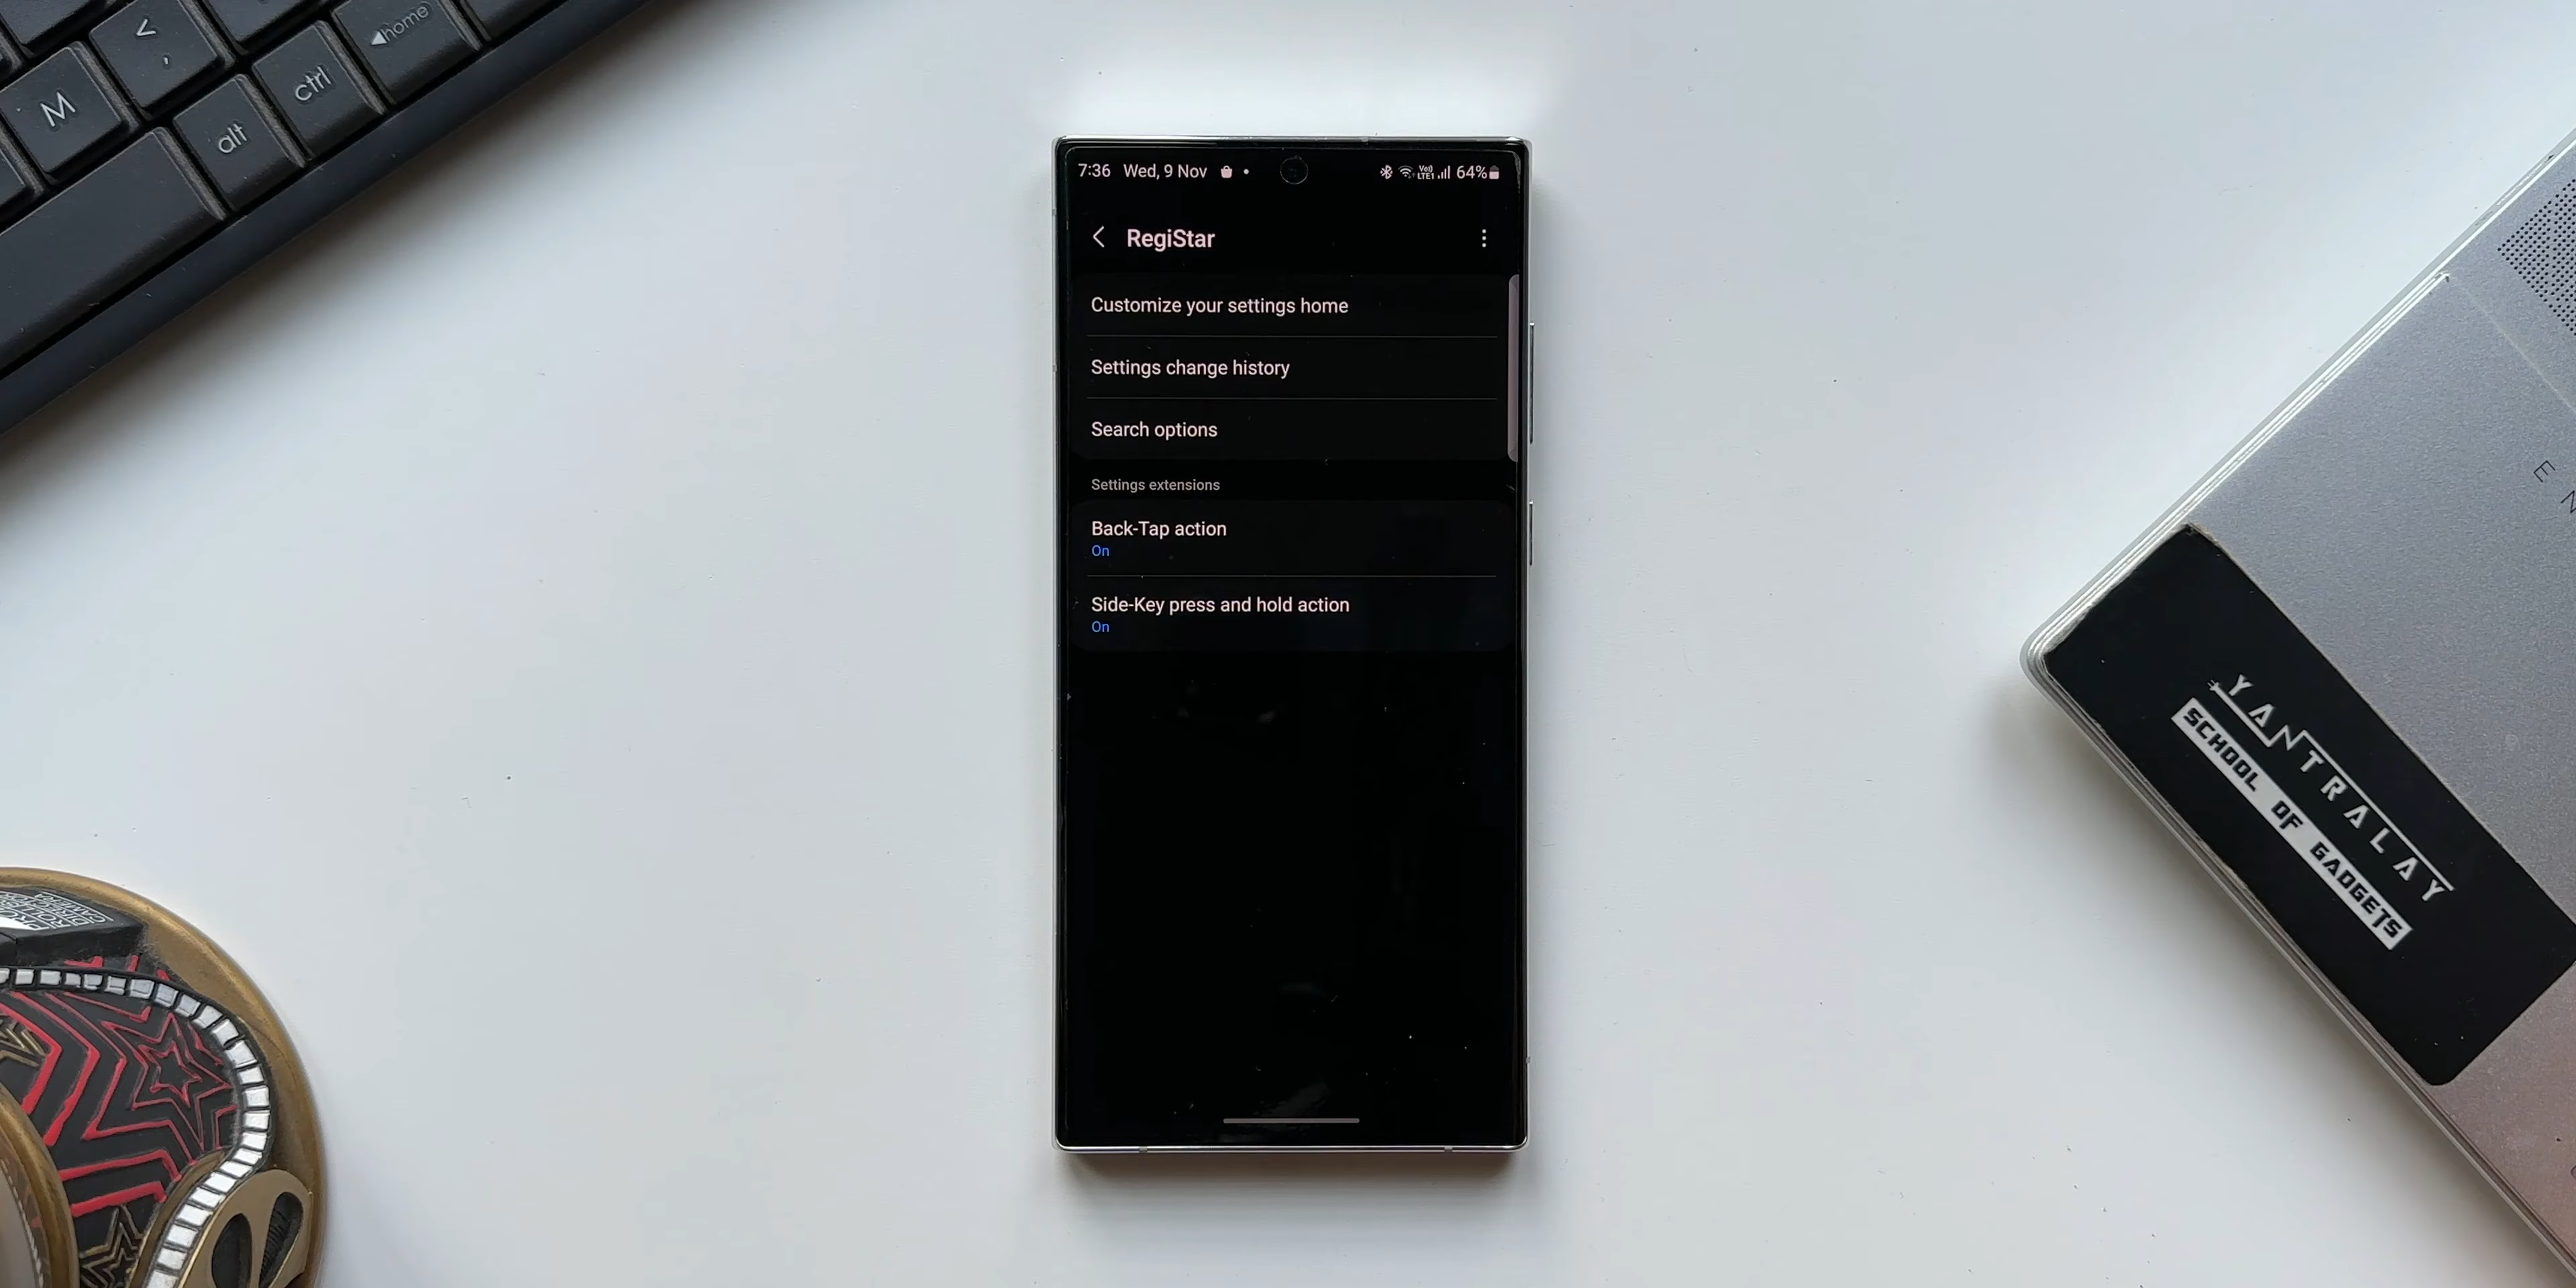 <
,
◀home
M
alt
ctrl
7:36 Wed, 9 Nov
64%
RegiStar
Customize your settings home
Settings change history
Search options
Settings extensions
Back-Tap action
On
Side-Key press and hold action
On
YANTRALAY
SCHOOL OF GADGETS